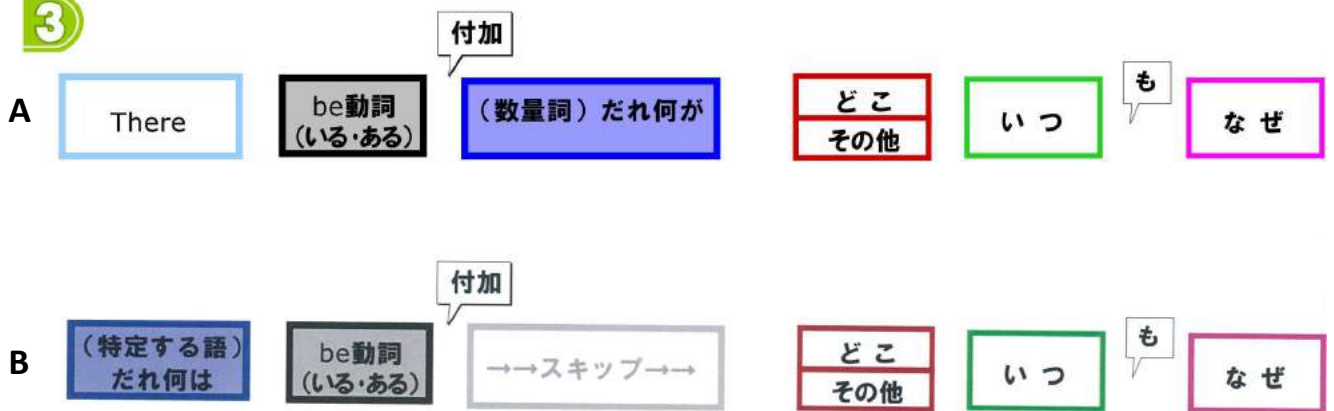 3
付加
A There be動詞 (数量詞)だれ何が どこ いつ も なぜ
(いる・ある) その他
付加
B (特定する語) be動詞 →→スキップ→→ どこ いつ も なぜ
だれ何は (いる・ある) その他